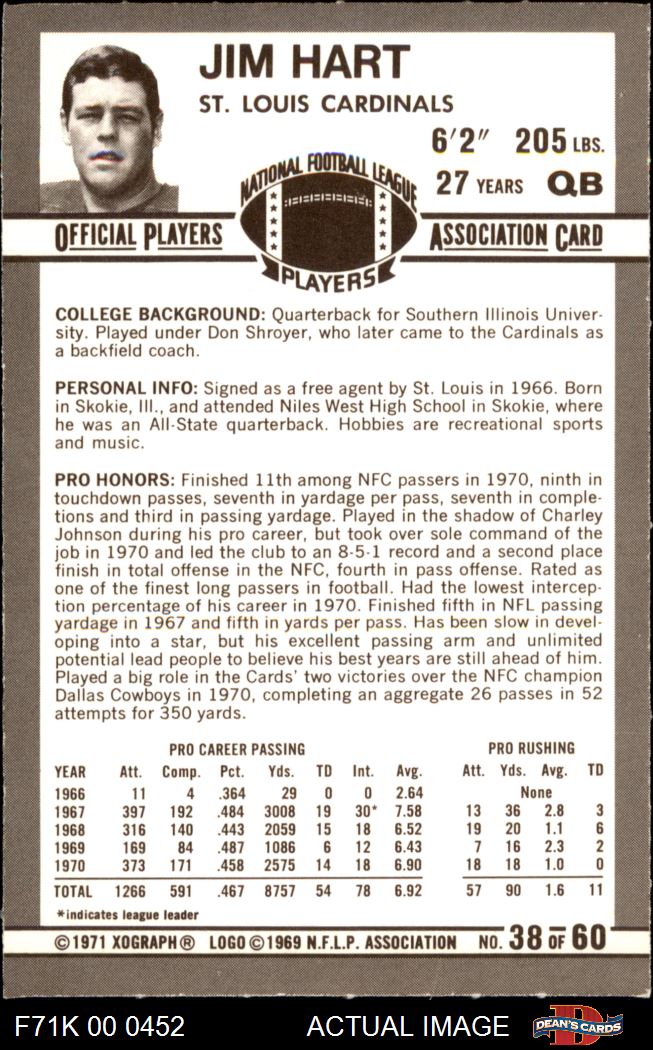 JIM HART
ST. LOUIS CARDINALS
6'2" 205 LBS.
27 YEARS QB
NATIONAL FOOTBALL LEAGUE
PLAYERS
OFFICIAL PLAYERS ASSOCIATION CARD
COLLEGE BACKGROUND: Quarterback for Southern Illinois Univer-
sity. Played under Don Shroyer, who later came to the Cardinals as
a backfield coach.
PERSONAL INFO: Signed as a free agent by St. Louis in 1966. Born
in Skokie, Ill., and attended Niles West High School in Skokie, where
he was an All-State quarterback. Hobbies are recreational sports
and music.
PRO HONORS: Finished 11th among NFC passers in 1970, ninth in
touchdown passes, seventh in yardage per pass, seventh in comple-
tions and third in passing yardage. Played in the shadow of Charley
Johnson during his pro career, but took over sole command of the
job in 1970 and led the club to an 8-5-1 record and a second place
finish in total offense in the NFC, fourth in pass offense. Rated as
one of the finest long passers in football. Had the lowest intercep-
tion percentage of his career in 1970. Finished fifth in NFL passing
yardage in 1967 and fifth in yards per pass. Has been slow in devel-
oping into a star, but his excellent passing arm and unlimited
potential lead people to believe his best years are still ahead of him.
Played a big role in the Cards' two victories over the NFC champion
Dallas Cowboys in 1970, completing an aggregate 26 passes in 52
attempts for 350 yards.
PRO CAREER PASSING PRO RUSHING
YEAR Att. Comp. Pct. Yds. TD Int. Avg. Att. Yds. Avg. TD
1966 11 4 .364 29 0 0 2.64 None
1967 397 192 .484 3008 19 30* 7.58 13 36 2.8 3
1968 316 140 .443 2059 15 18 6.52 19 20 1.1 6
1969 169 84 .487 1086 6 12 6.43 7 16 2.3 2
1970 373 171 .458 2575 14 18 6.90 18 18 1.0 0
TOTAL 1266 591 .467 8757 54 78 6.92 57 90 1.6 11
*indicates league leader
©1971 XOGRAPH® LOGO ©1969 N.F.L.P. ASSOCIATION NO. 38 OF 60
F71K 00 0452 ACTUAL IMAGE D DEAN'S CARDS